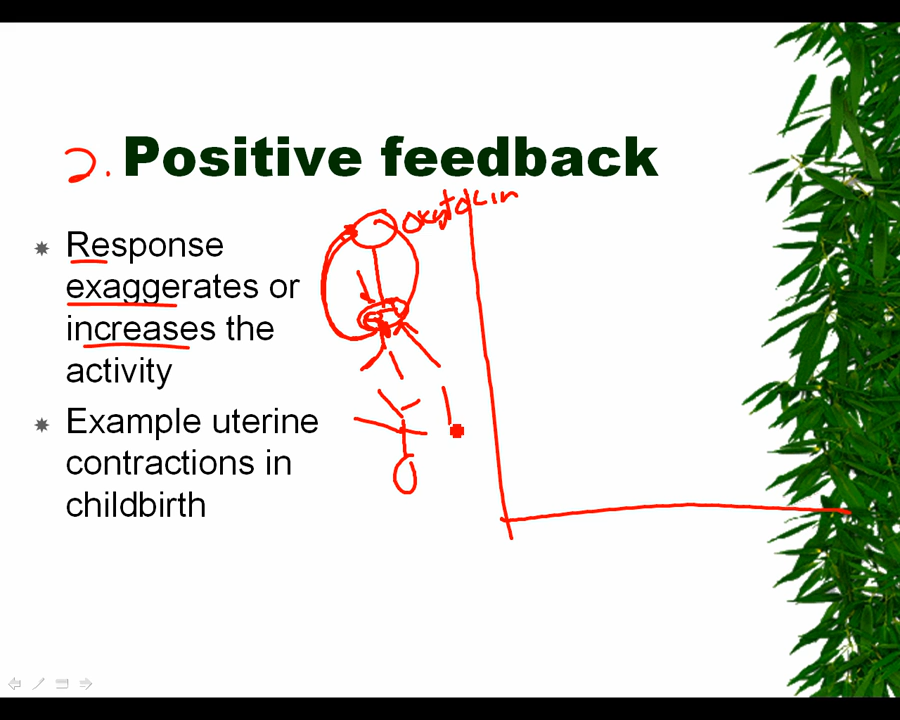 2. Positive feedback
oxytocin
Response
exaggerates or
increases the
activity
Example uterine
contractions in
childbirth